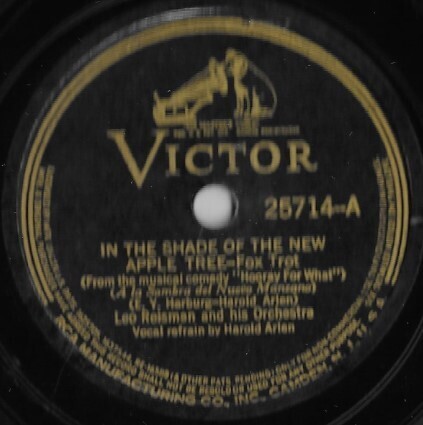 VICTOR
25714-A
IN THE SHADE OF THE NEW
APPLE TREE-Fox Trot
(From the musical comedy "Hooray For What")
(A la Sombra del Nuevo Manzano)
(E. Y. Harburg-Harold Arlen)
Leo Reisman and his Orchestra
Vocal refrain by Harold Arlen
RCA MANUFACTURING CO., INC. CAMDEN, N. J. U. S.